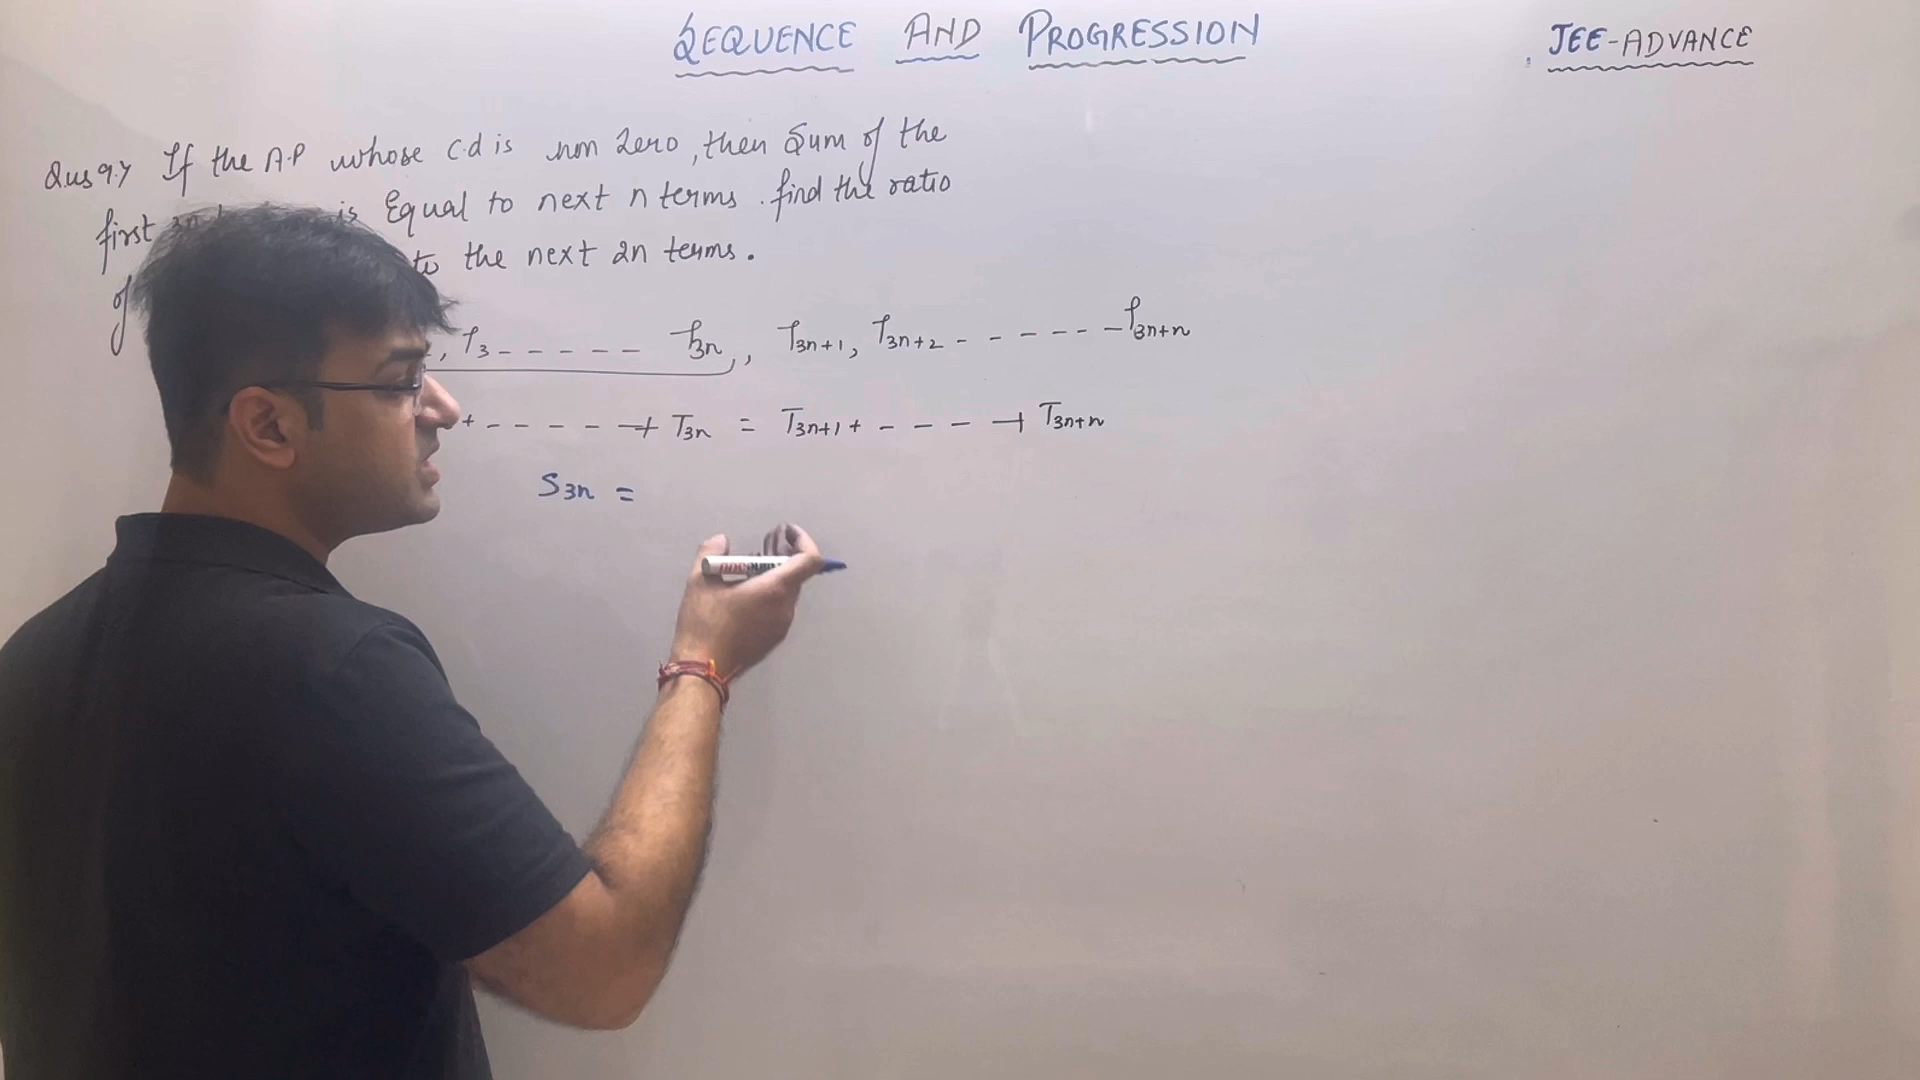 SEQUENCE AND PROGRESSION
JEE-ADVANCE
Qus 9.> If the A.P whose c.d is non Zero, then Sum of the
first is Equal to next n terms. find the ratio
of to the next 2n terms.
, T3 ----- T3n, , T3n+1, T3n+2 ------ T3n+n
+ ----- + T3n = T3n+1 + --- + T3n+n
S3n =